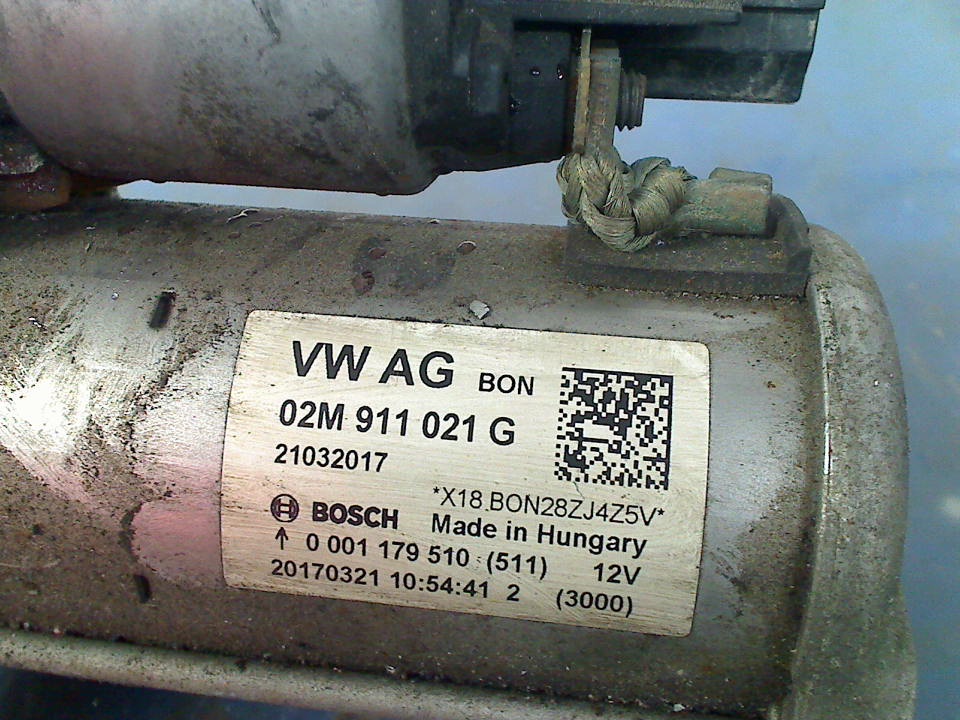 VW AG BON
02M 911 021 G
21032017
*X18.BON28ZJ4Z5V*
BOSCH Made in Hungary
↑ 0 001 179 510 (511) 12V
20170321 10:54:41 2 (3000)